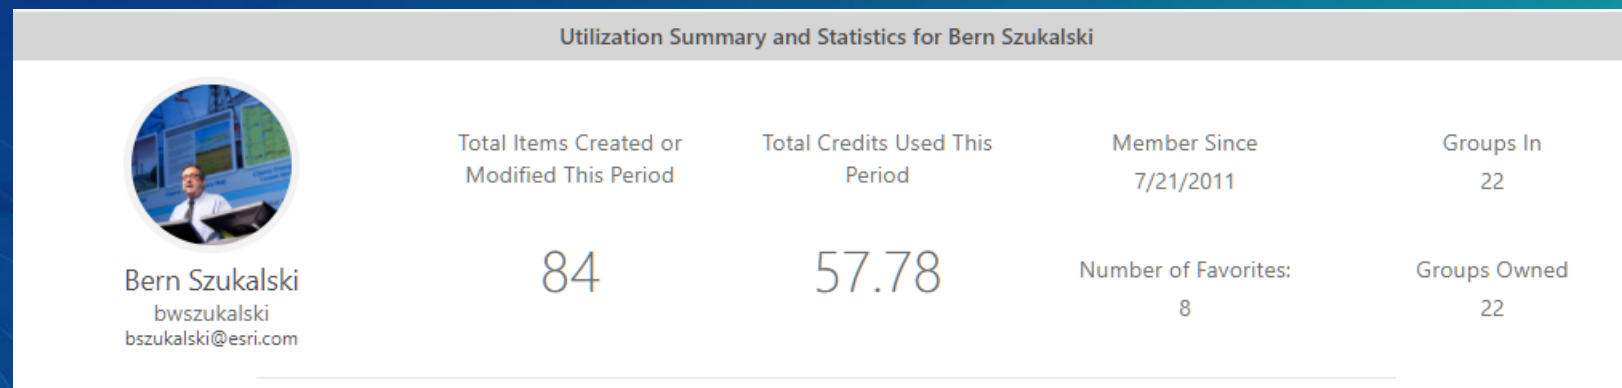 Utilization Summary and Statistics for Bern Szukalski
Total Items Created or
Modified This Period
84
Total Credits Used This
Period
57.78
Member Since
7/21/2011
Number of Favorites:
8
Groups In
22
Groups Owned
22
Bern Szukalski
bwszukalski
bszukalski@esri.com